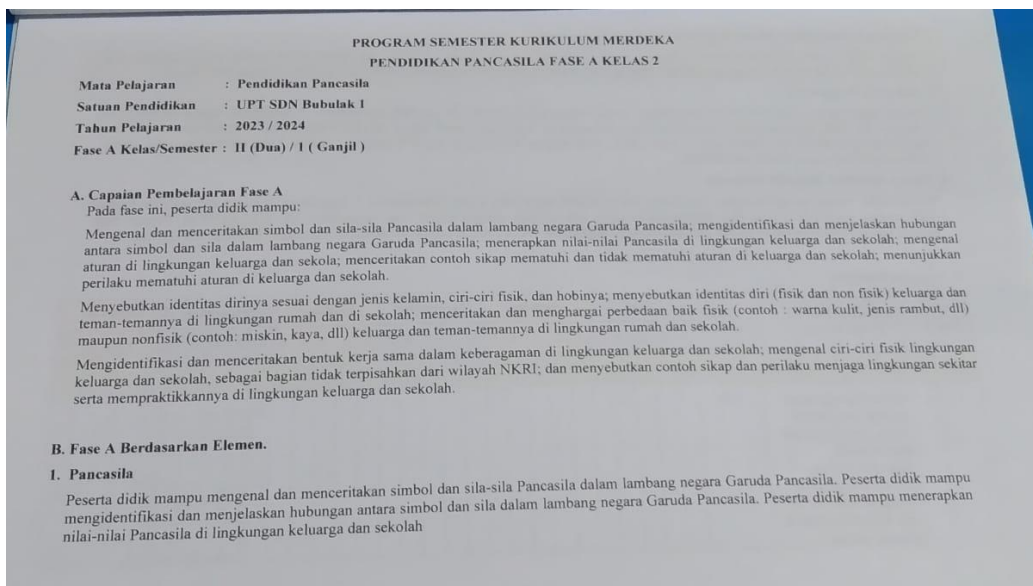 PROGRAM SEMESTER KURIKULUM MERDEKA
PENDIDIKAN PANCASILA FASE A KELAS 2
Mata Pelajaran : Pendidikan Pancasila
Satuan Pendidikan : UPT SDN Bubulak 1
Tahun Pelajaran : 2023 / 2024
Fase A Kelas/Semester : II (Dua) / 1 ( Ganjil )
A. Capaian Pembelajaran Fase A
Pada fase ini, peserta didik mampu:
Mengenal dan menceritakan simbol dan sila-sila Pancasila dalam lambang negara Garuda Pancasila; mengidentifikasi dan menjelaskan hubungan
antara simbol dan sila dalam lambang negara Garuda Pancasila; menerapkan nilai-nilai Pancasila di lingkungan keluarga dan sekolah; mengenal
aturan di lingkungan keluarga dan sekola; menceritakan contoh sikap mematuhi dan tidak mematuhi aturan di keluarga dan sekolah; menunjukkan
perilaku mematuhi aturan di keluarga dan sekolah.
Menyebutkan identitas dirinya sesuai dengan jenis kelamin, ciri-ciri fisik, dan hobinya; menyebutkan identitas diri (fisik dan non fisik) keluarga dan
teman-temannya di lingkungan rumah dan di sekolah; menceritakan dan menghargai perbedaan baik fisik (contoh : warna kulit, jenis rambut, dll)
maupun nonfisik (contoh: miskin, kaya, dll) keluarga dan teman-temannya di lingkungan rumah dan sekolah.
Mengidentifikasi dan menceritakan bentuk kerja sama dalam keberagaman di lingkungan keluarga dan sekolah; mengenal ciri-ciri fisik lingkungan
keluarga dan sekolah, sebagai bagian tidak terpisahkan dari wilayah NKRI; dan menyebutkan contoh sikap dan perilaku menjaga lingkungan sekitar
serta mempraktikkannya di lingkungan keluarga dan sekolah.
B. Fase A Berdasarkan Elemen.
1. Pancasila
Peserta didik mampu mengenal dan menceritakan simbol dan sila-sila Pancasila dalam lambang negara Garuda Pancasila. Peserta didik mampu
mengidentifikasi dan menjelaskan hubungan antara simbol dan sila dalam lambang negara Garuda Pancasila. Peserta didik mampu menerapkan
nilai-nilai Pancasila di lingkungan keluarga dan sekolah